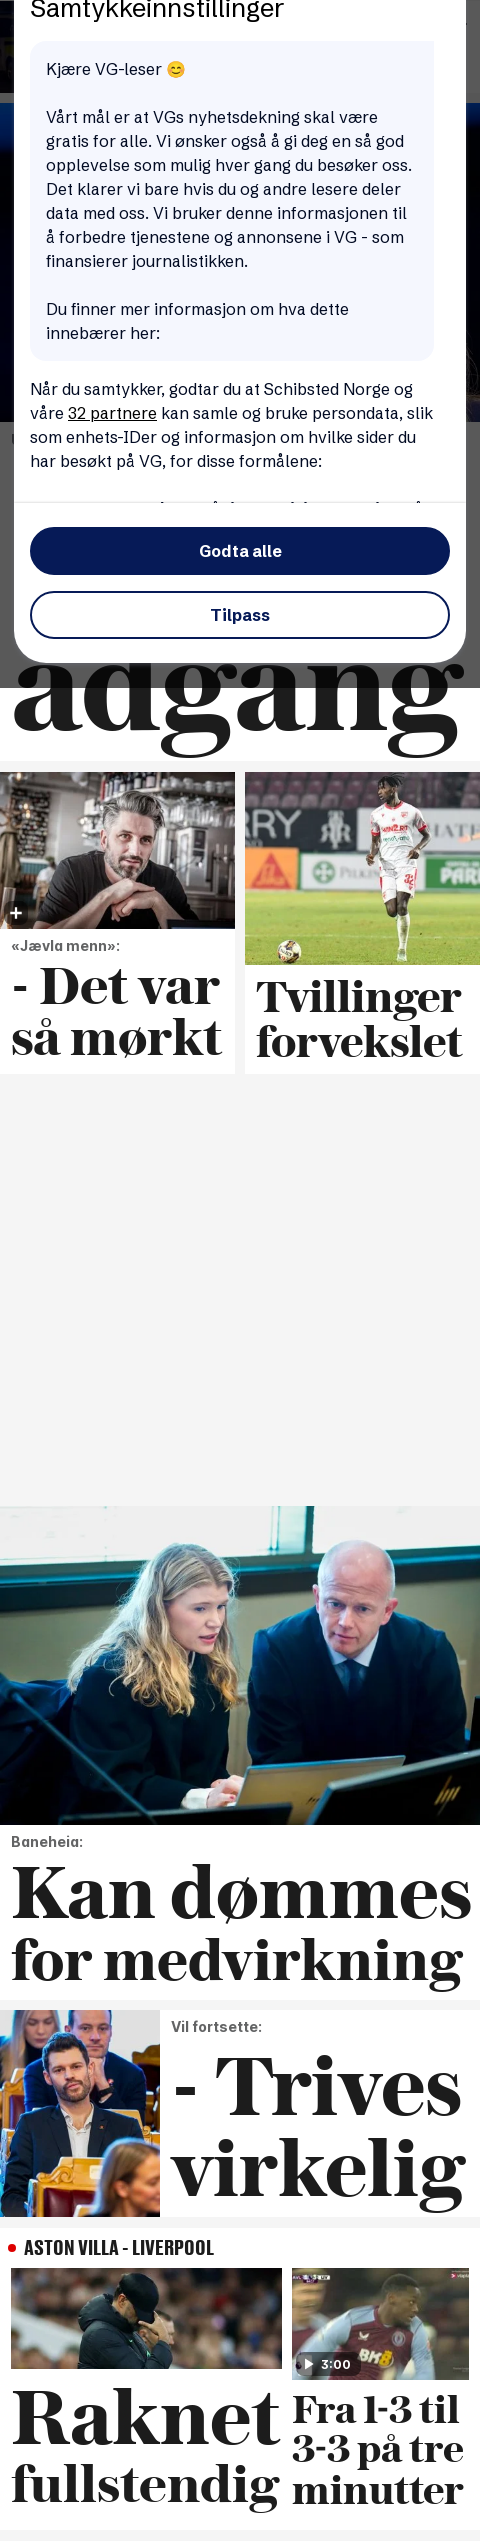 Samtykkeinnstillinger
Kjære VG-leser 😊
Vårt mål er at VGs nyhetsdekning skal være
gratis for alle. Vi ønsker også å gi deg en så god
opplevelse som mulig hver gang du besøker oss.
Det klarer vi bare hvis du og andre lesere deler
data med oss. Vi bruker denne informasjonen til
å forbedre tjenestene og annonsene i VG - som
finansierer journalistikken.
Du finner mer informasjon om hva dette
innebærer her:
Når du samtykker, godtar du at Schibsted Norge og
våre 32 partnere kan samle og bruke persondata, slik
som enhets-IDer og informasjon om hvilke sider du
har besøkt på VG, for disse formålene:
Godta alle
Tilpass
adgang
«Jævla menn»:
- Det var
så mørkt
Tvillinger
forvekslet
Baneheia:
Kan dømmes
for medvirkning
Vil fortsette:
- Trives
virkelig
ASTON VILLA - LIVERPOOL
Raknet
fullstendig
3:00
Fra 1-3 til
3-3 på tre
minutter